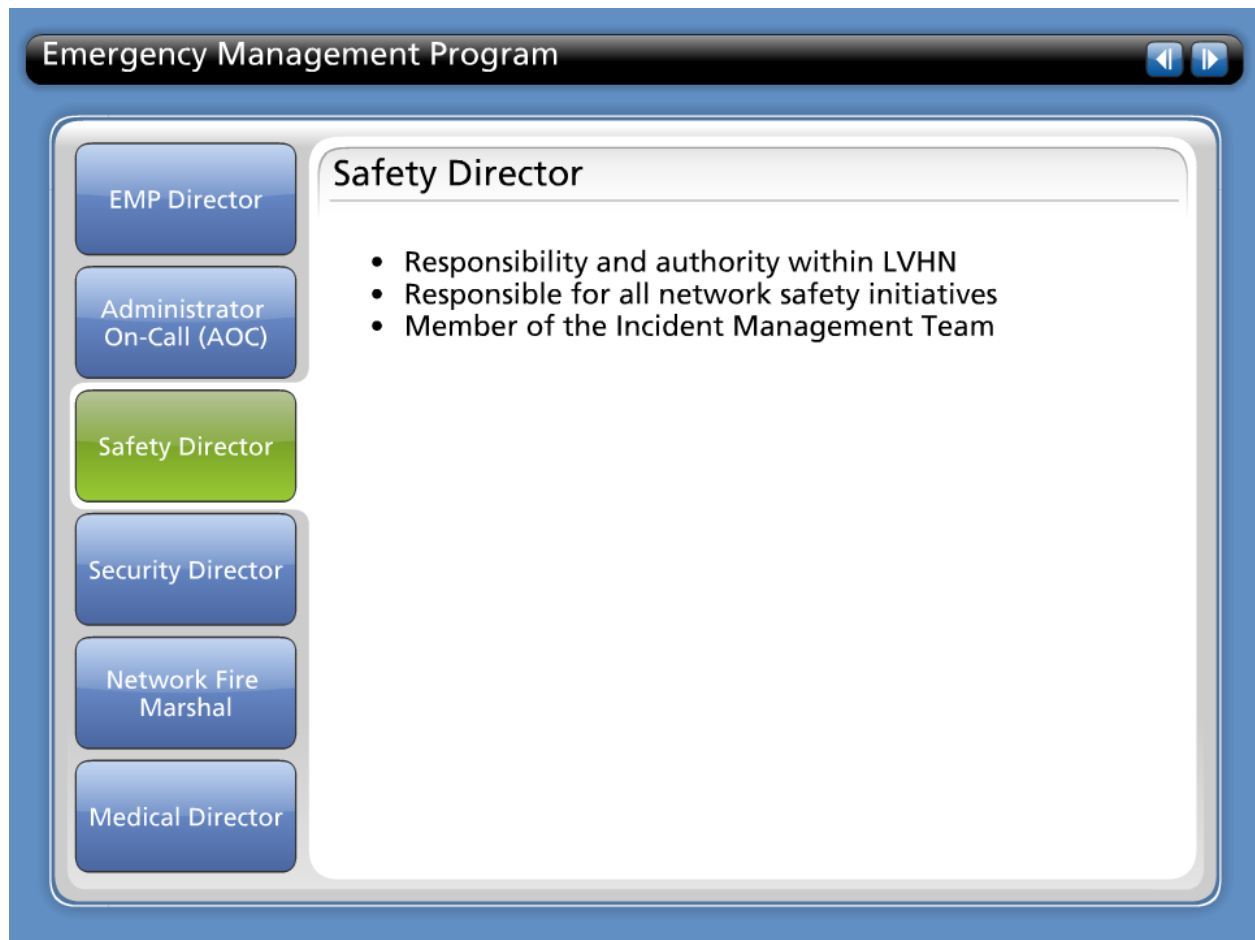 Emergency Management Program
EMP Director
Administrator
On-Call (AOC)
Safety Director
Security Director
Network Fire
Marshal
Medical Director
Safety Director
• Responsibility and authority within LVHN
• Responsible for all network safety initiatives
• Member of the Incident Management Team